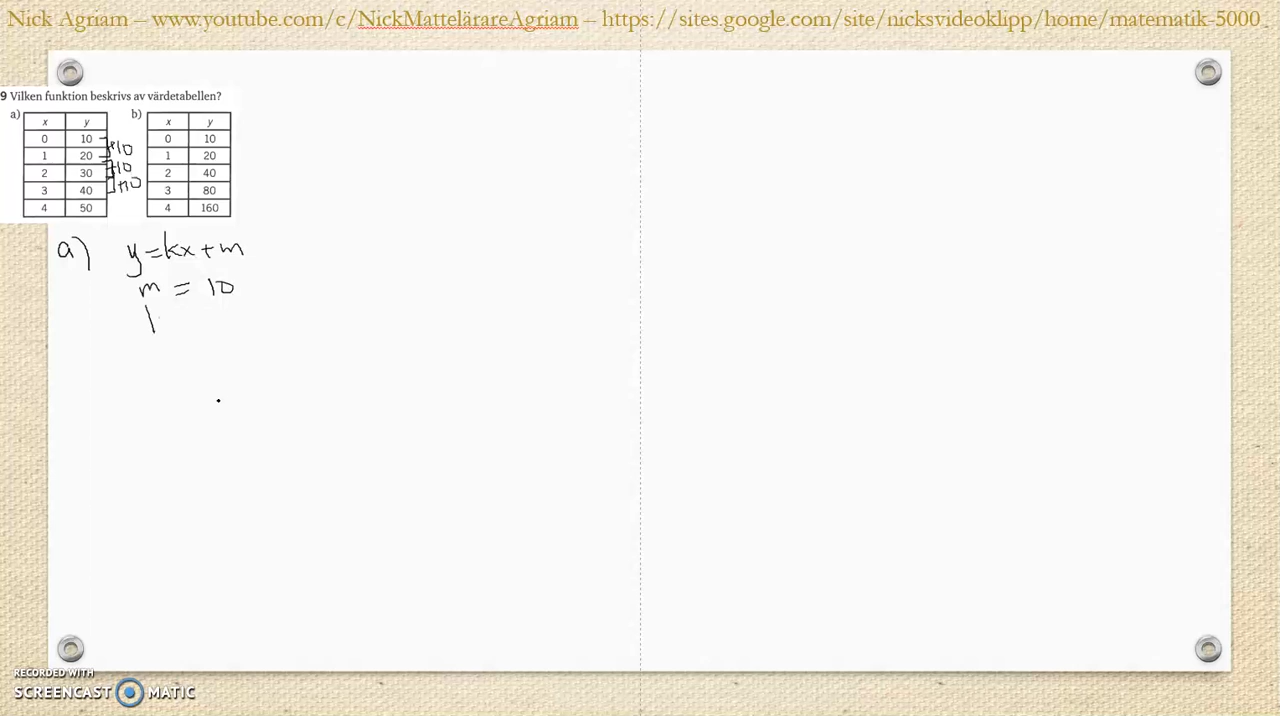 Nick Agriam – www.youtube.com/c/NickMattelärareAgriam – https://sites.google.com/site/nicksvideoklipp/home/matematik-5000
9 Vilken funktion beskrivs av värdetabellen?
a)
x y
0 10
1 20
2 30
3 40
4 50
+10
+10
+10
b)
x y
0 10
1 20
2 40
3 80
4 160
a) y=kx+m
m = 10
RECORDED WITH
SCREENCAST MATIC